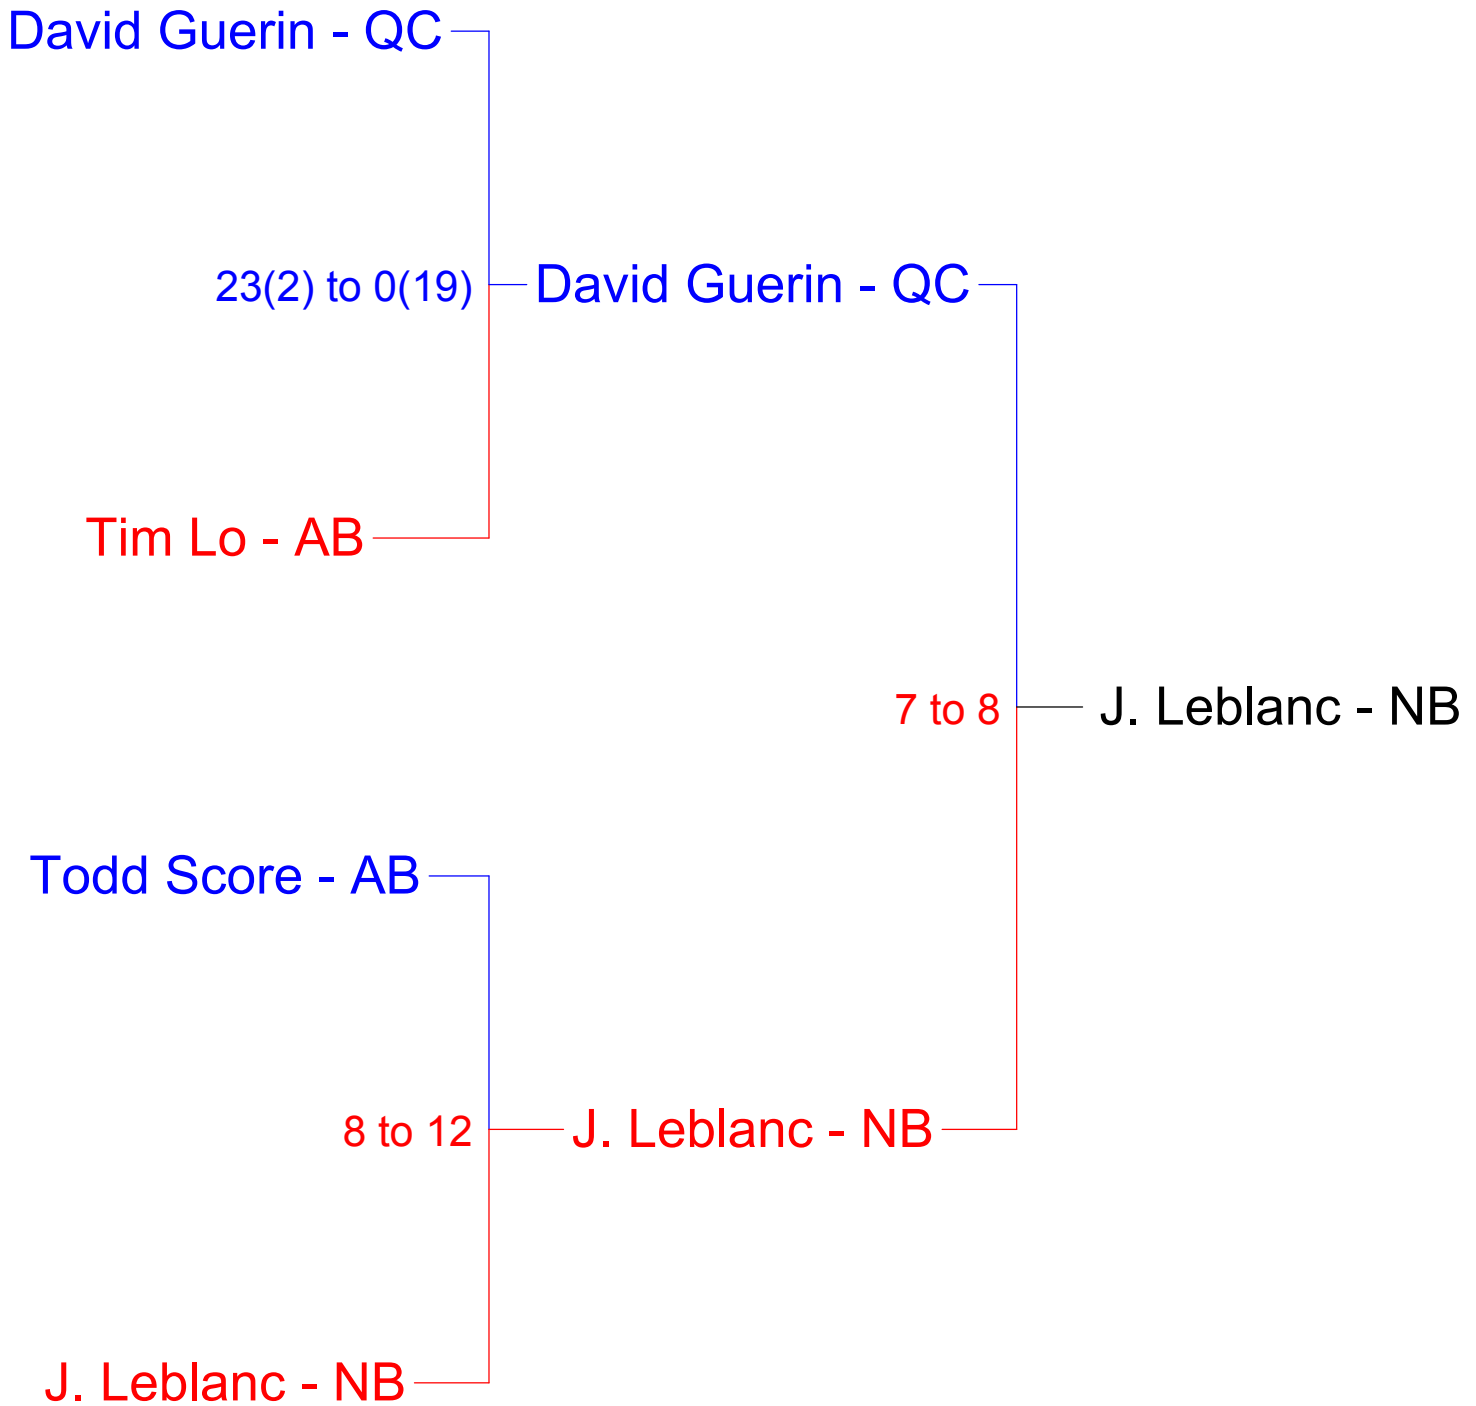 David Guerin - QC
23(2) to 0(19)
David Guerin - QC
Tim Lo - AB
7 to 8
J. Leblanc - NB
Todd Score - AB
8 to 12
J. Leblanc - NB
J. Leblanc - NB